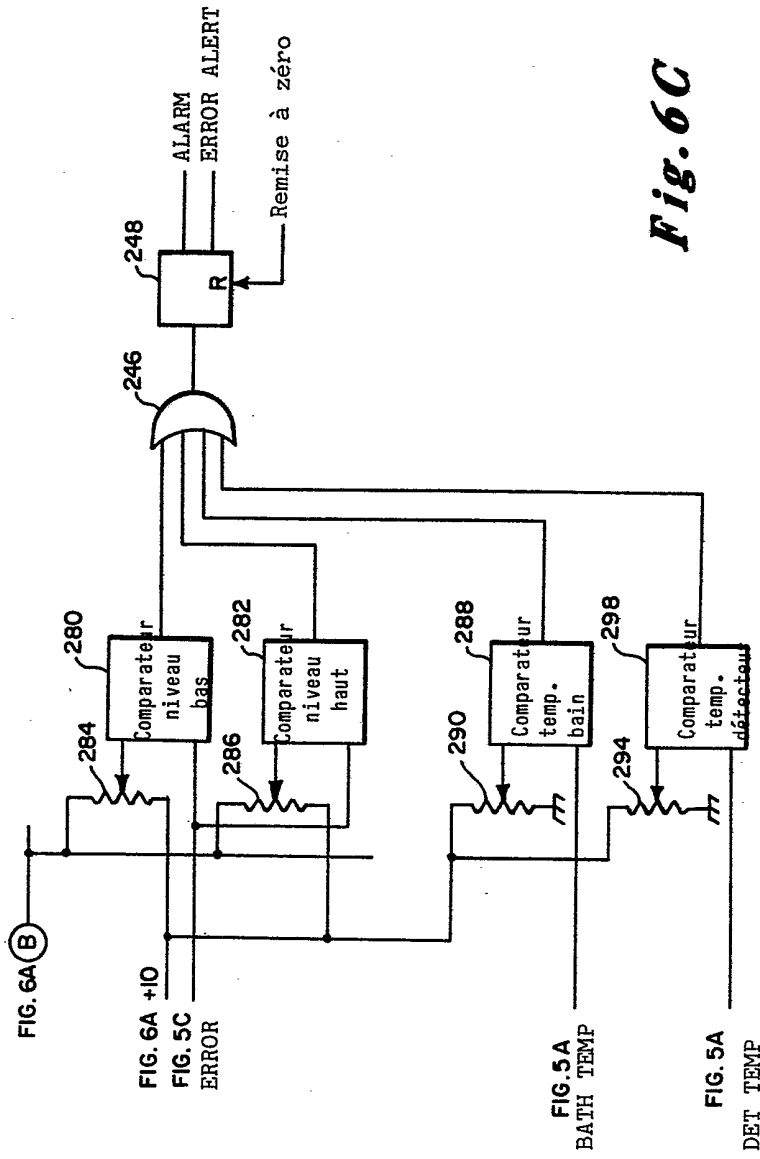 FIG. 6A B
FIG. 6A +10
FIG. 5C
ERROR
284
280
Comparateur
niveau
bas
286
282
Comparateur
niveau
haut
246
248
R
ALARM
ERROR ALERT
Remise à zéro
FIG. 5A
BATH TEMP
290
288
Comparateur
temp.
bain
FIG. 5A
DET TEMP
294
298
Comparateur
temp.
détecteur
Fig. 6C